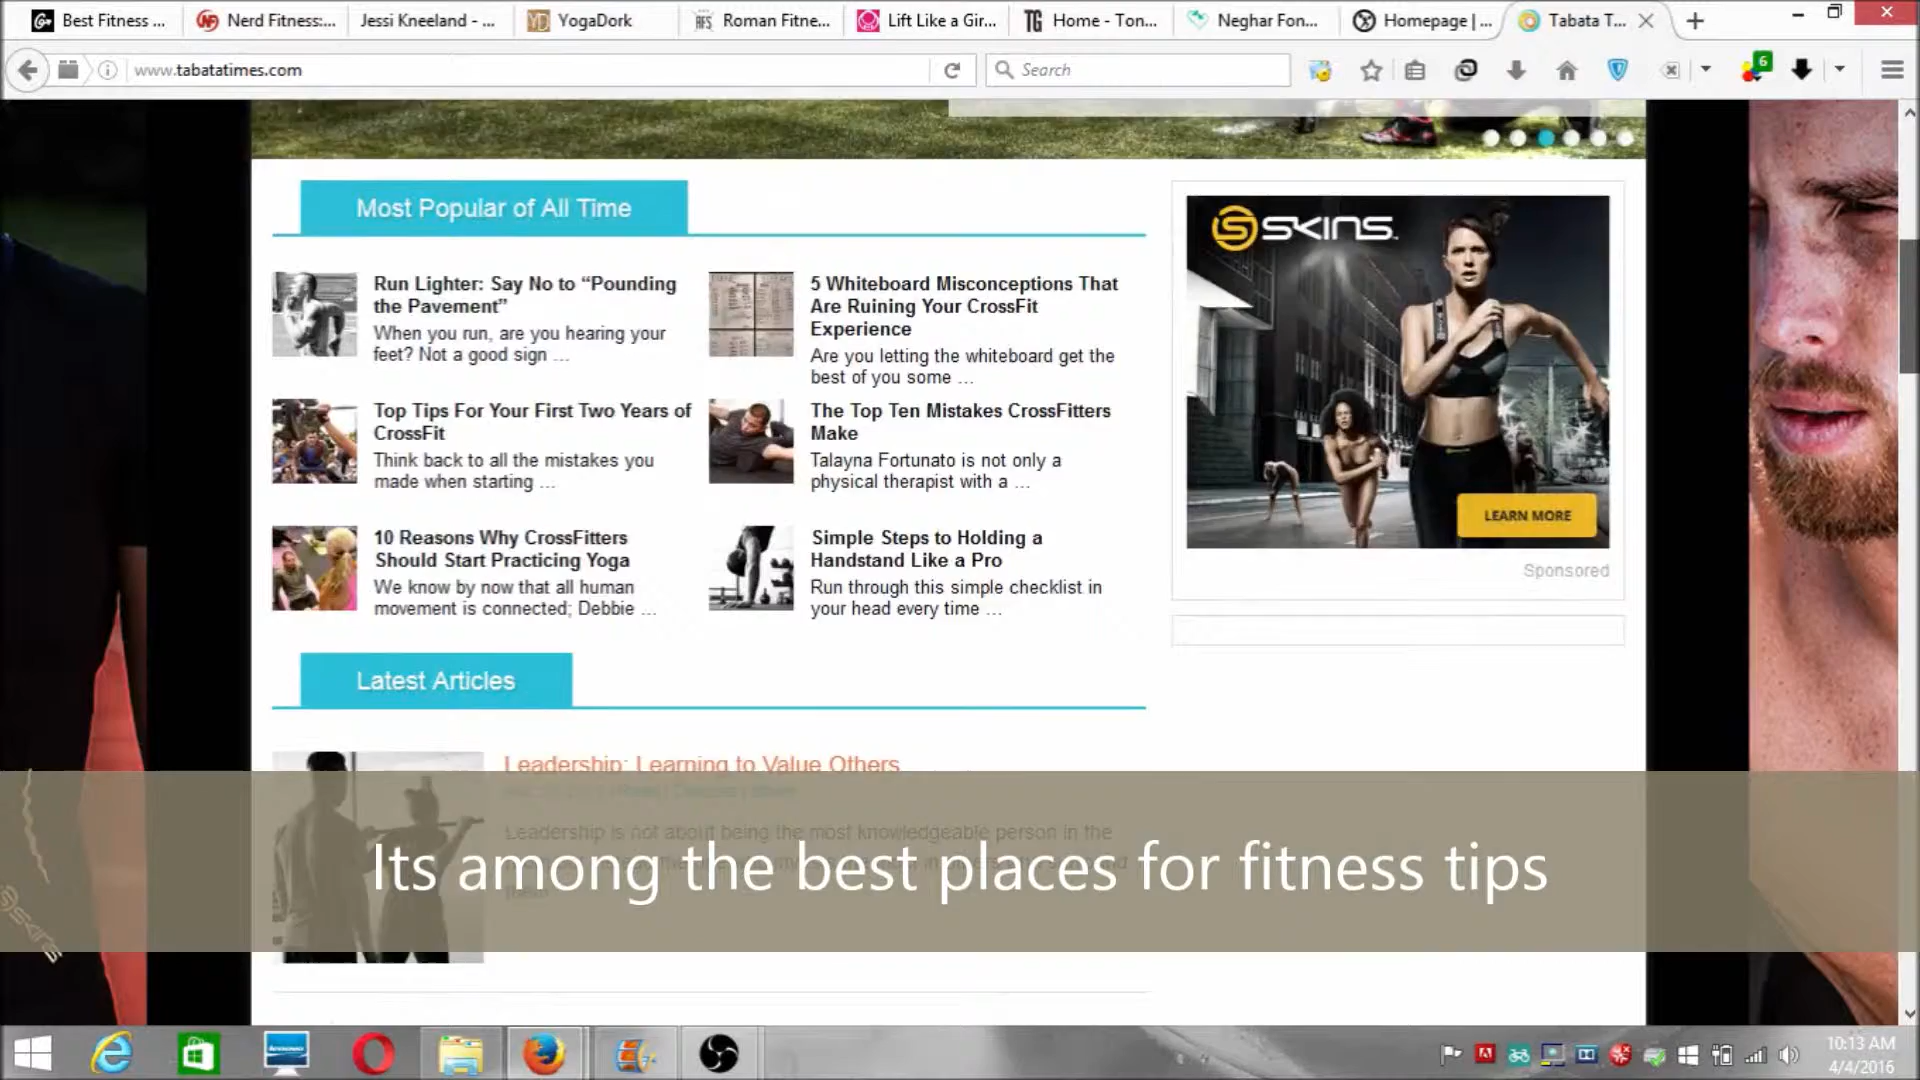 Best Fitness ...
Nerd Fitness:...
Jessi Kneeland - ...
YogaDork
Roman Fitne...
Lift Like a Gir...
Home - Ton...
Neghar Fon...
Homepage | ...
Tabata T...
www.tabatatimes.com
Search
6
Most Popular of All Time
Run Lighter: Say No to “Pounding
the Pavement”
When you run, are you hearing your
feet? Not a good sign ...
5 Whiteboard Misconceptions That
Are Ruining Your CrossFit
Experience
Are you letting the whiteboard get the
best of you some ...
Top Tips For Your First Two Years of
CrossFit
Think back to all the mistakes you
made when starting ...
The Top Ten Mistakes CrossFitters
Make
Talayna Fortunato is not only a
physical therapist with a ...
10 Reasons Why CrossFitters
Should Start Practicing Yoga
We know by now that all human
movement is connected; Debbie ...
Simple Steps to Holding a
Handstand Like a Pro
Run through this simple checklist in
your head every time ...
SKINS
LEARN MORE
Sponsored
Latest Articles
Leadership: Learning to Value Others
Leadership is not about being the most knowledgeable person in the
Its among the best places for fitness tips
SKINS
10:13 AM
4/4/2016